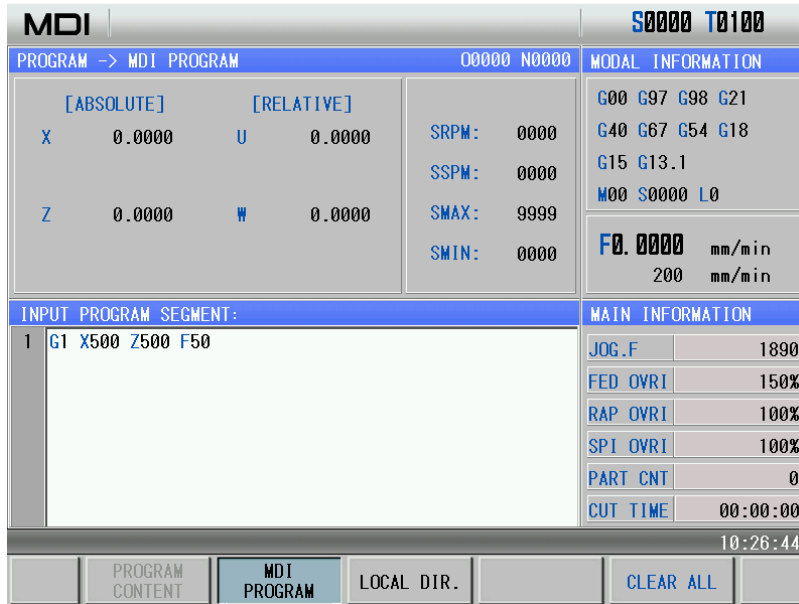 MDI S0000 T0100
PROGRAM -> MDI PROGRAM O0000 N0000
MODAL INFORMATION
[ABSOLUTE] [RELATIVE]
X 0.0000 U 0.0000
Z 0.0000 W 0.0000
SRPM: 0000
SSPM: 0000
SMAX: 9999
SMIN: 0000
G00 G97 G98 G21
G40 G67 G54 G18
G15 G13.1
M00 S0000 L0
F0.0000 mm/min
200 mm/min
INPUT PROGRAM SEGMENT:
1 G1 X500 Z500 F50
MAIN INFORMATION
JOG.F 1890
FED OVRI 150%
RAP OVRI 100%
SPI OVRI 100%
PART CNT 0
CUT TIME 00:00:00
10:26:44
PROGRAM CONTENT
MDI PROGRAM
LOCAL DIR.
CLEAR ALL